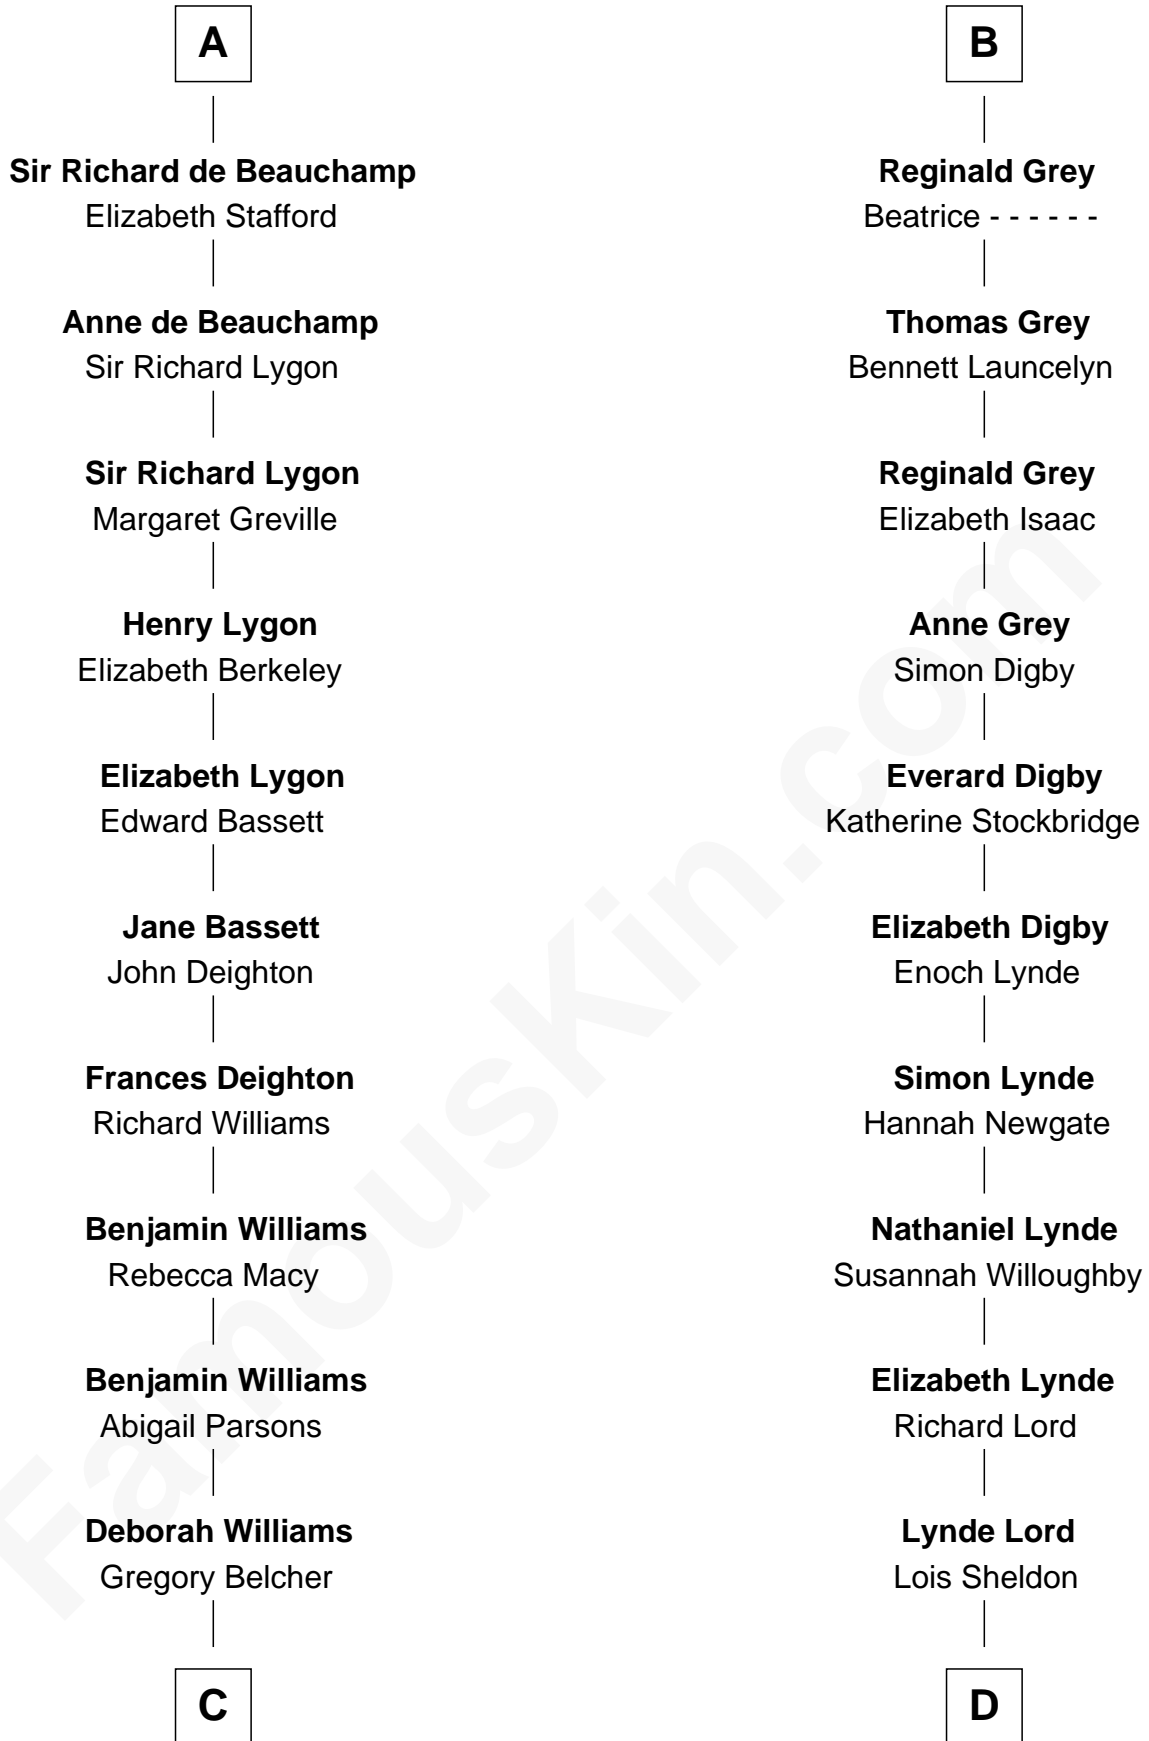 A
Sir Richard de Beauchamp
Elizabeth Stafford
Anne de Beauchamp
Sir Richard Lygon
Sir Richard Lygon
Margaret Greville
Henry Lygon
Elizabeth Berkeley
Elizabeth Lygon
Edward Bassett
Jane Bassett
John Deighton
Frances Deighton
Richard Williams
Benjamin Williams
Rebecca Macy
Benjamin Williams
Abigail Parsons
Deborah Williams
Gregory Belcher
C
B
Reginald Grey
Beatrice - - - - - -
Thomas Grey
Bennett Launcelyn
Reginald Grey
Elizabeth Isaac
Anne Grey
Simon Digby
Everard Digby
Katherine Stockbridge
Elizabeth Digby
Enoch Lynde
Simon Lynde
Hannah Newgate
Nathaniel Lynde
Susannah Willoughby
Elizabeth Lynde
Richard Lord
Lynde Lord
Lois Sheldon
D
FamousKin.com